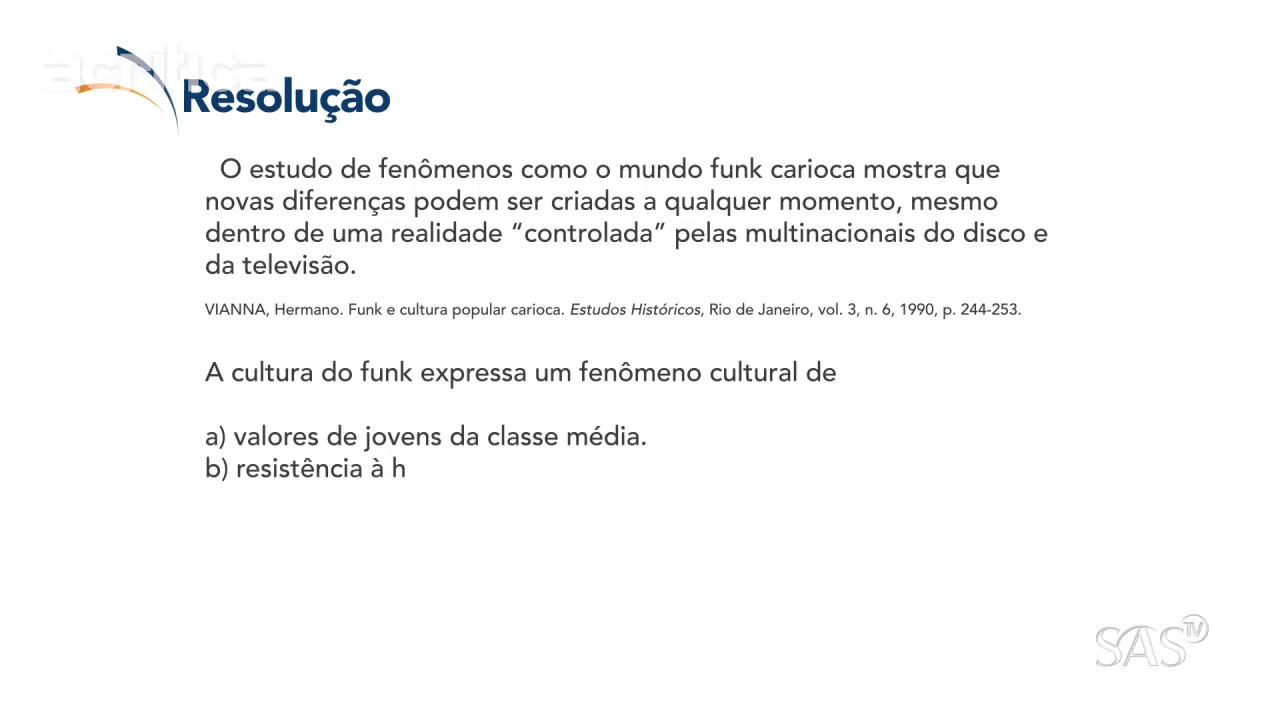 acrítica
Resolução
O estudo de fenômenos como o mundo funk carioca mostra que
novas diferenças podem ser criadas a qualquer momento, mesmo
dentro de uma realidade “controlada” pelas multinacionais do disco e
da televisão.
VIANNA, Hermano. Funk e cultura popular carioca. Estudos Históricos, Rio de Janeiro, vol. 3, n. 6, 1990, p. 244-253.
A cultura do funk expressa um fenômeno cultural de
a) valores de jovens da classe média.
b) resistência à h
SAS TV